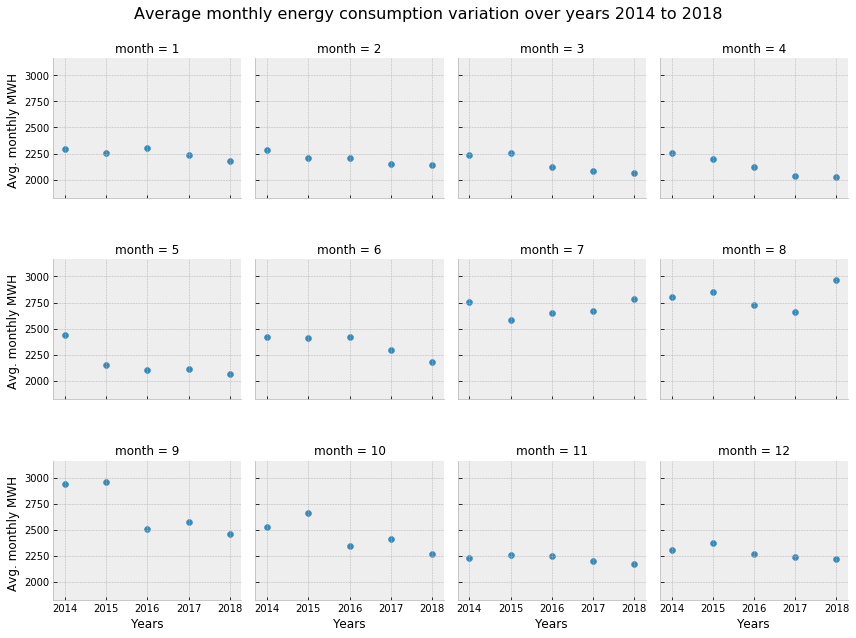 Average monthly energy consumption variation over years 2014 to 2018
month = 1 month = 2 month = 3 month = 4
Avg. monthly MWH
3000
2750
2500
2250
2000
month = 5 month = 6 month = 7 month = 8
Avg. monthly MWH
3000
2750
2500
2250
2000
month = 9 month = 10 month = 11 month = 12
Avg. monthly MWH
3000
2750
2500
2250
2000
2014 2015 2016 2017 2018 2014 2015 2016 2017 2018 2014 2015 2016 2017 2018 2014 2015 2016 2017 2018
Years Years Years Years